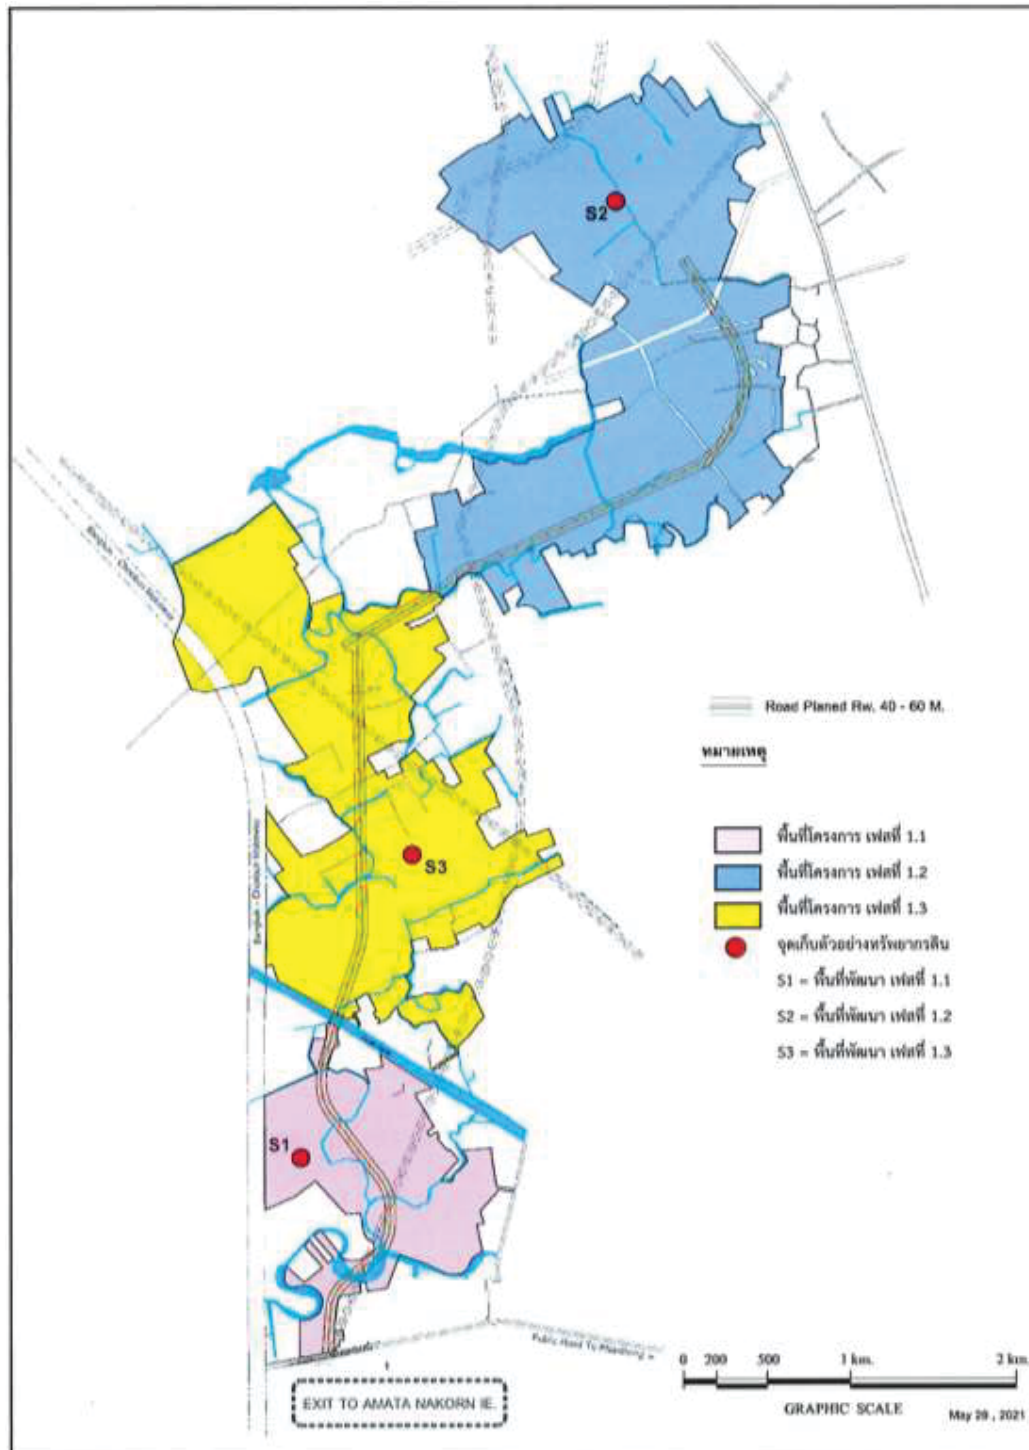 S2
Road Planed Rw. 40 - 60 M.
หมายเหตุ
พื้นที่โครงการ เฟสที่ 1.1
พื้นที่โครงการ เฟสที่ 1.2
พื้นที่โครงการ เฟสที่ 1.3
จุดเก็บตัวอย่างทรัพยากรดิน
S1 = พื้นที่พัฒนา เฟสที่ 1.1
S2 = พื้นที่พัฒนา เฟสที่ 1.2
S3 = พื้นที่พัฒนา เฟสที่ 1.3
S3
S1
EXIT TO AMATA NAKORN IE.
0 200 500 1 km. 2 km.
GRAPHIC SCALE
May 28 , 2021